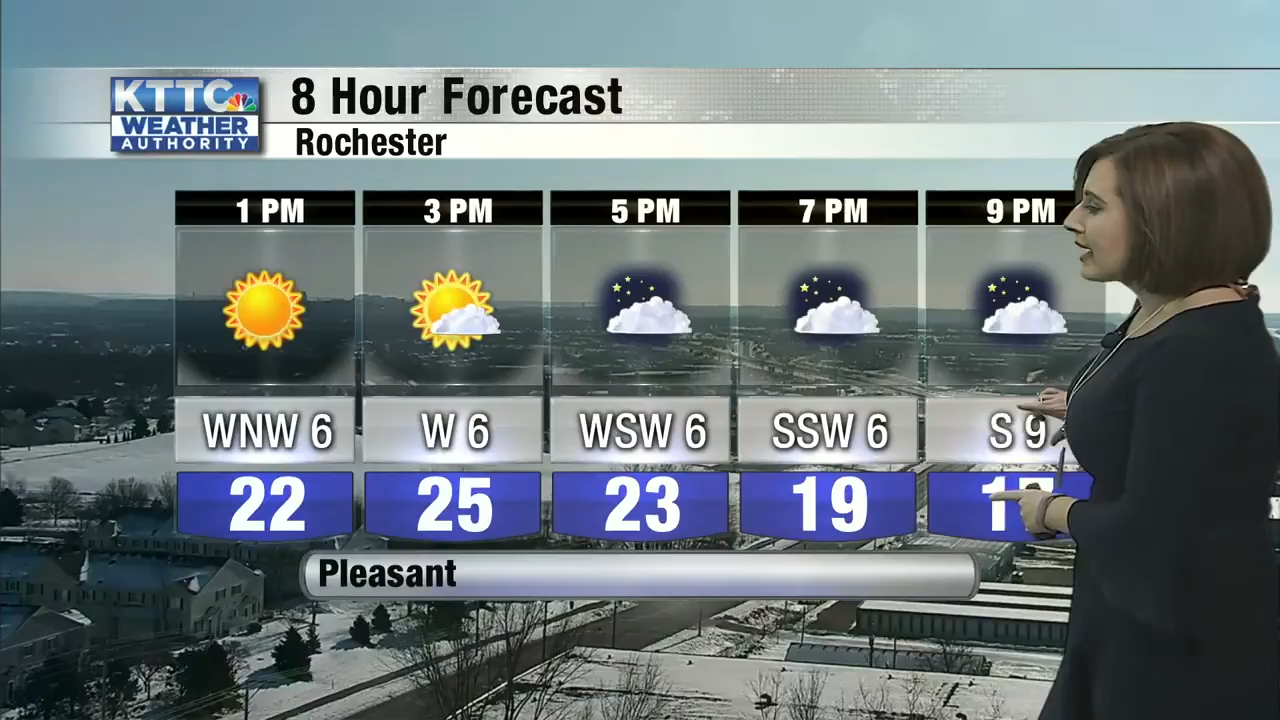 KTTC
WEATHER
AUTHORITY
8 Hour Forecast
Rochester
1 PM 3 PM 5 PM 7 PM 9 PM
WNW 6 W 6 WSW 6 SSW 6 S 9
22 25 23 19
Pleasant